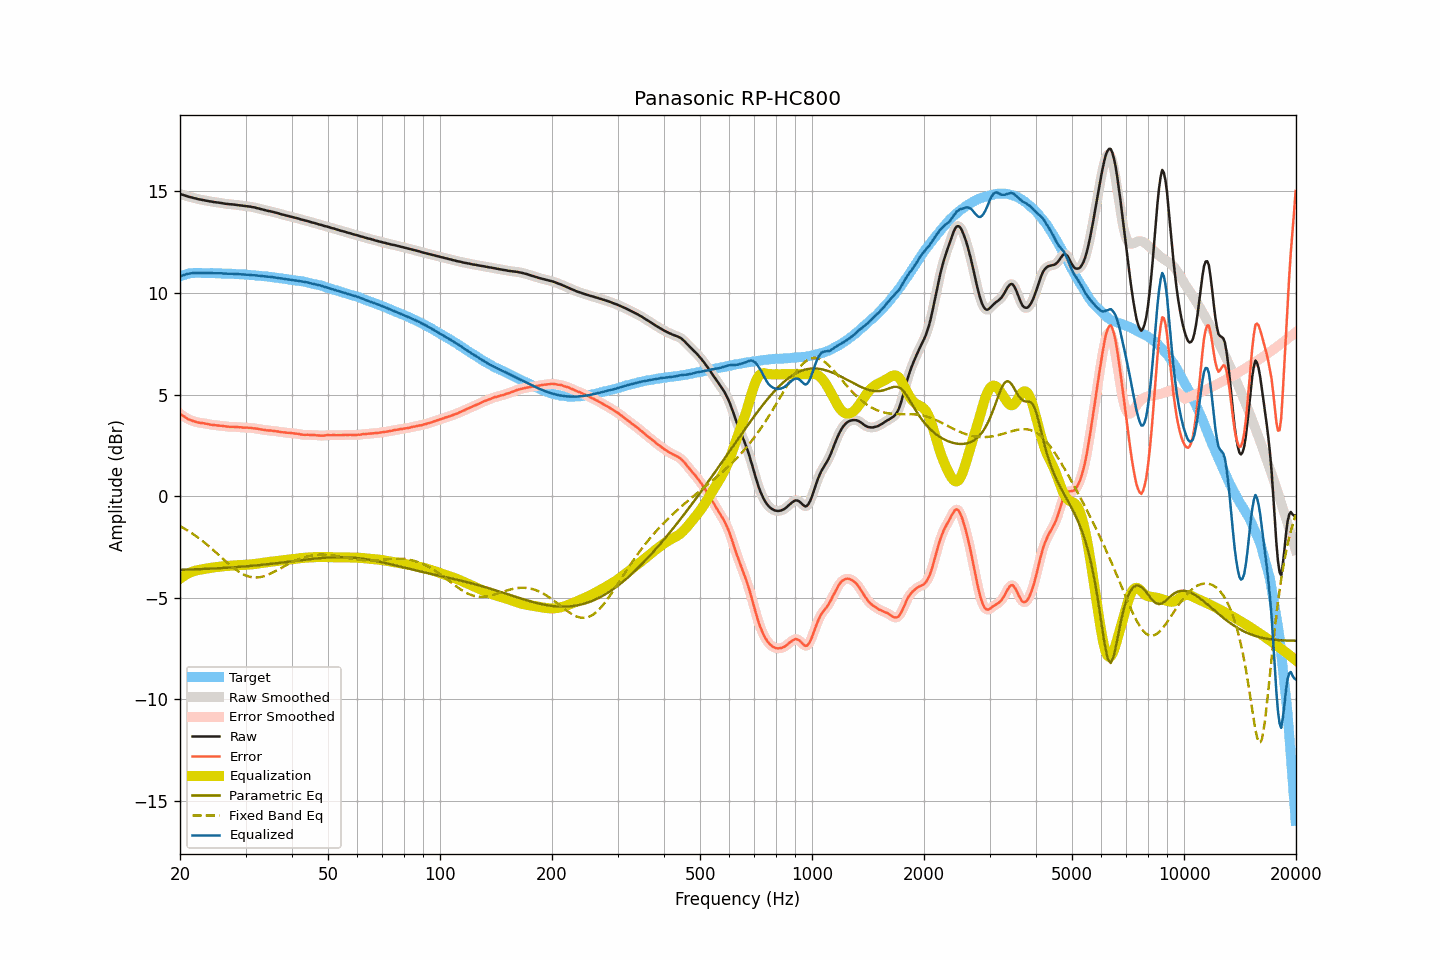 Panasonic RP-HC800
Amplitude (dBr)
15
10
5
0
−5
−10
−15
Target
Raw Smoothed
Error Smoothed
Raw
Error
Equalization
Parametric Eq
Fixed Band Eq
Equalized
20 50 100 200 500 1000 2000 5000 10000 20000
Frequency (Hz)